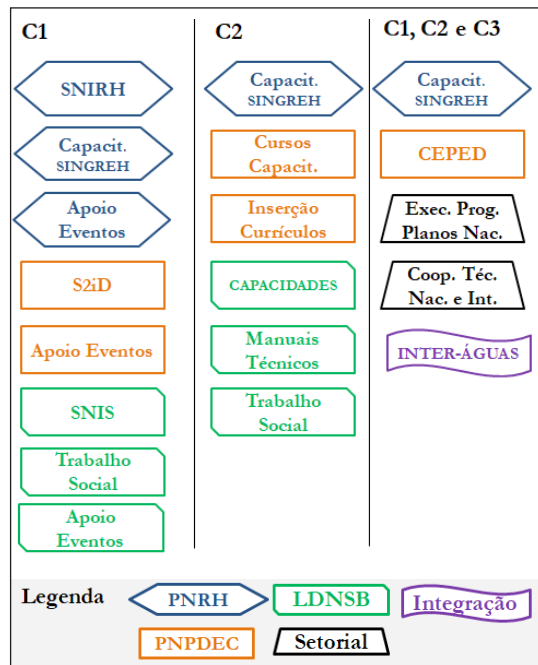 C1
SNIRH
Capacit.
SINGREH
Apoio
Eventos
S2iD
Apoio Eventos
SNIS
Trabalho
Social
Apoio
Eventos
C2
Capacit.
SINGREH
Cursos
Capacit.
Inserção
Currículos
CAPACIDADES
Manuais
Técnicos
Trabalho
Social
C1, C2 e C3
Capacit.
SINGREH
CEPED
Exec. Prog.
Planos Nac.
Coop. Téc.
Nac. e Int.
INTER-ÁGUAS
Legenda
PNRH
LDNSB
Integração
PNPDEC
Setorial